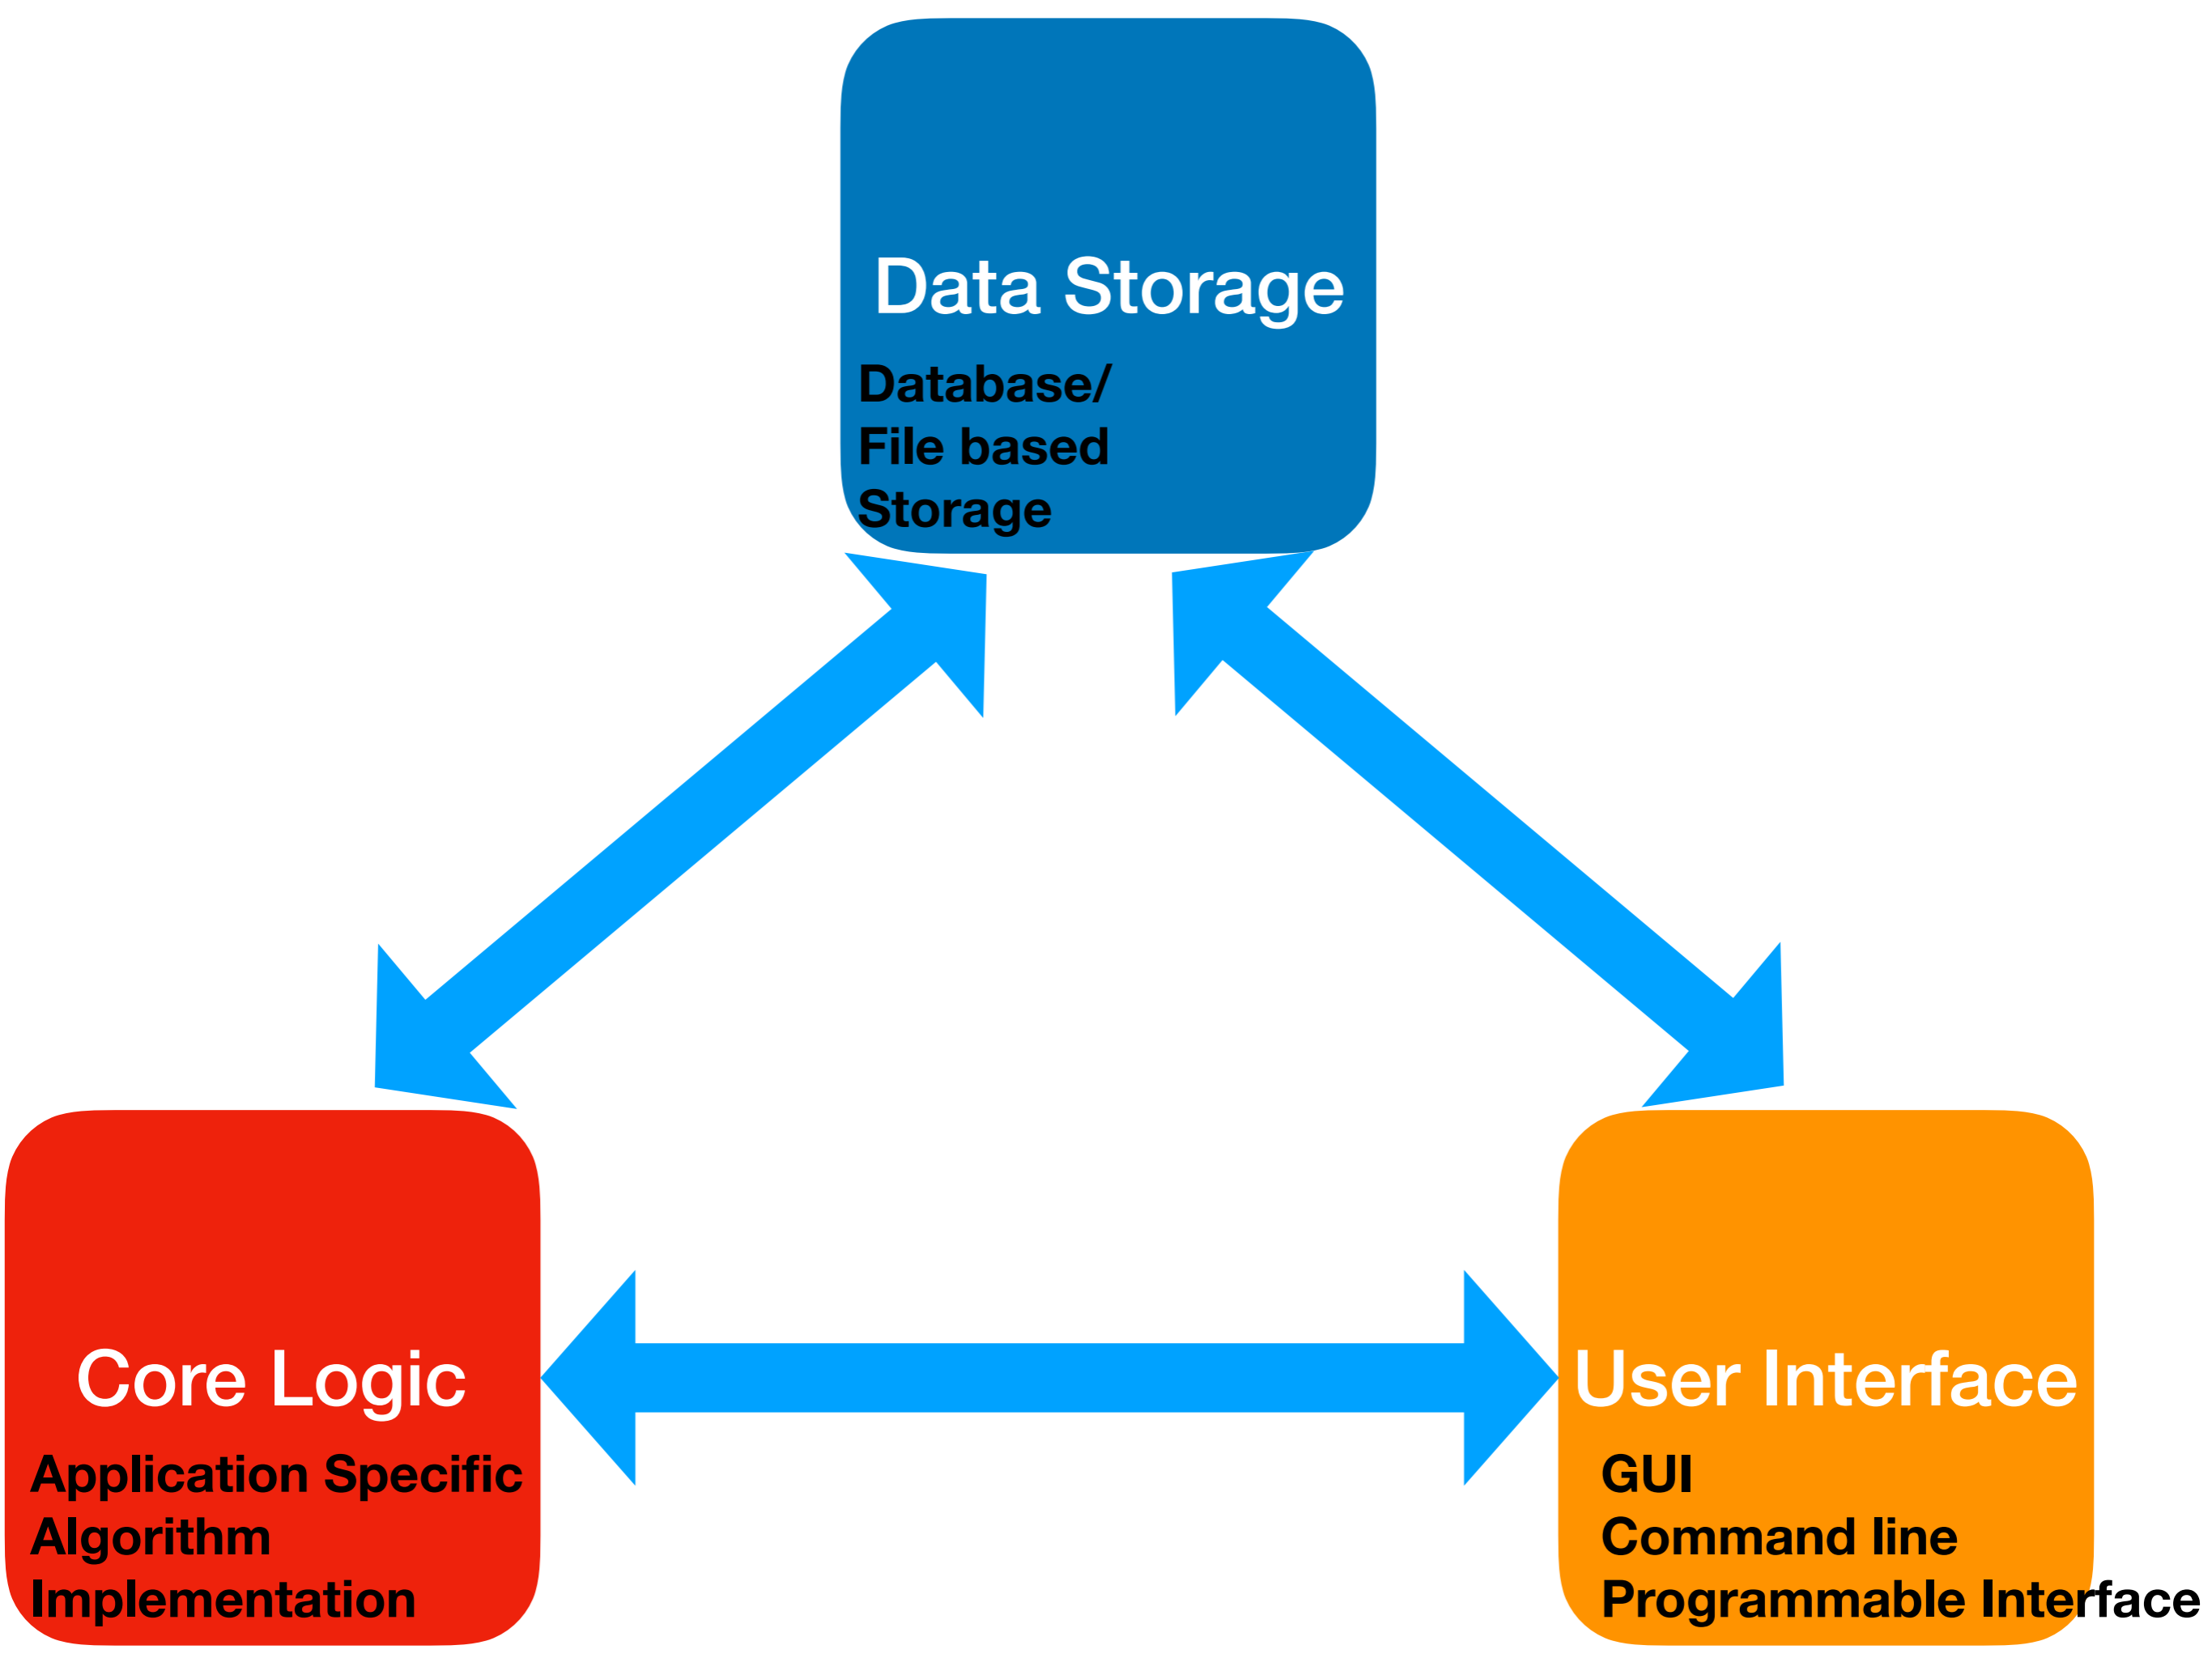 Data Storage
Database/
File based
Storage
Core Logic
Application Specific
Algorithm
Implementation
User Interface
GUI
Command line
Programmable Interface